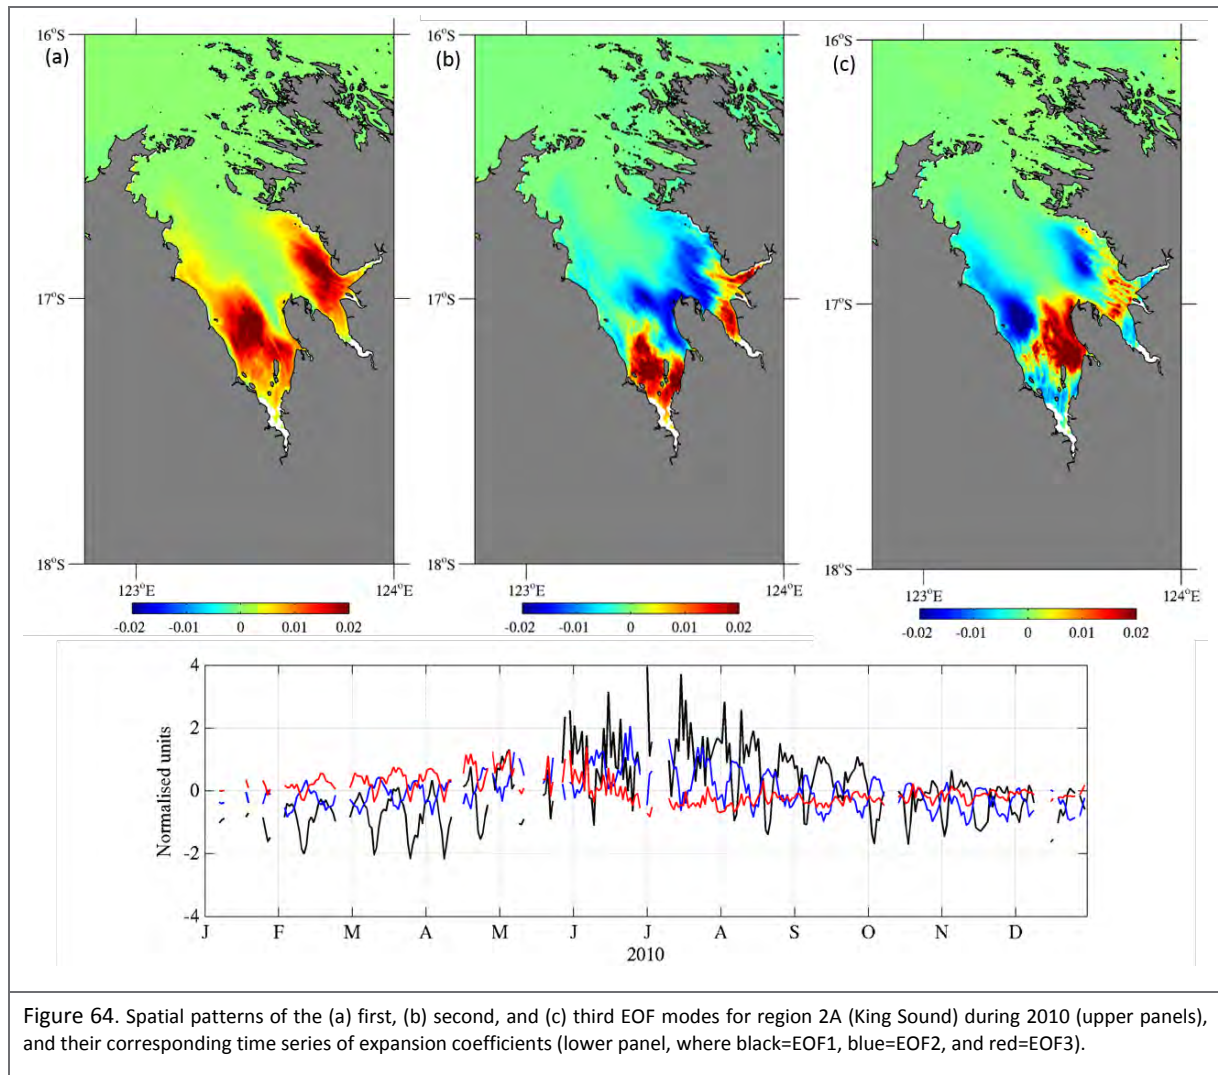 16°S
(a)
17°S
18°S
123°E
124°E
-0.02 -0.01 0 0.01 0.02
16°S
(b)
17°S
18°S
123°E
124°E
-0.02 -0.01 0 0.01 0.02
16°S
(c)
17°S
18°S
123°E
124°E
-0.02 -0.01 0 0.01 0.02
Normalised units
4
2
0
-2
-4
J F M A M J J A S O N D
2010
Figure 64. Spatial patterns of the (a) first, (b) second, and (c) third EOF modes for region 2A (King Sound) during 2010 (upper panels),
and their corresponding time series of expansion coefficients (lower panel, where black=EOF1, blue=EOF2, and red=EOF3).